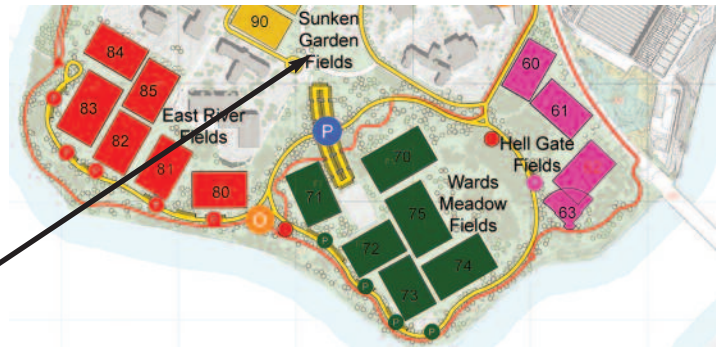 90
Sunken
Garden
Fields
84
85
83
82
81
80
East River
Fields
P
60
61
Hell Gate
Fields
63
70
71
Wards
Meadow
Fields
75
72
74
73
P
P
P
P